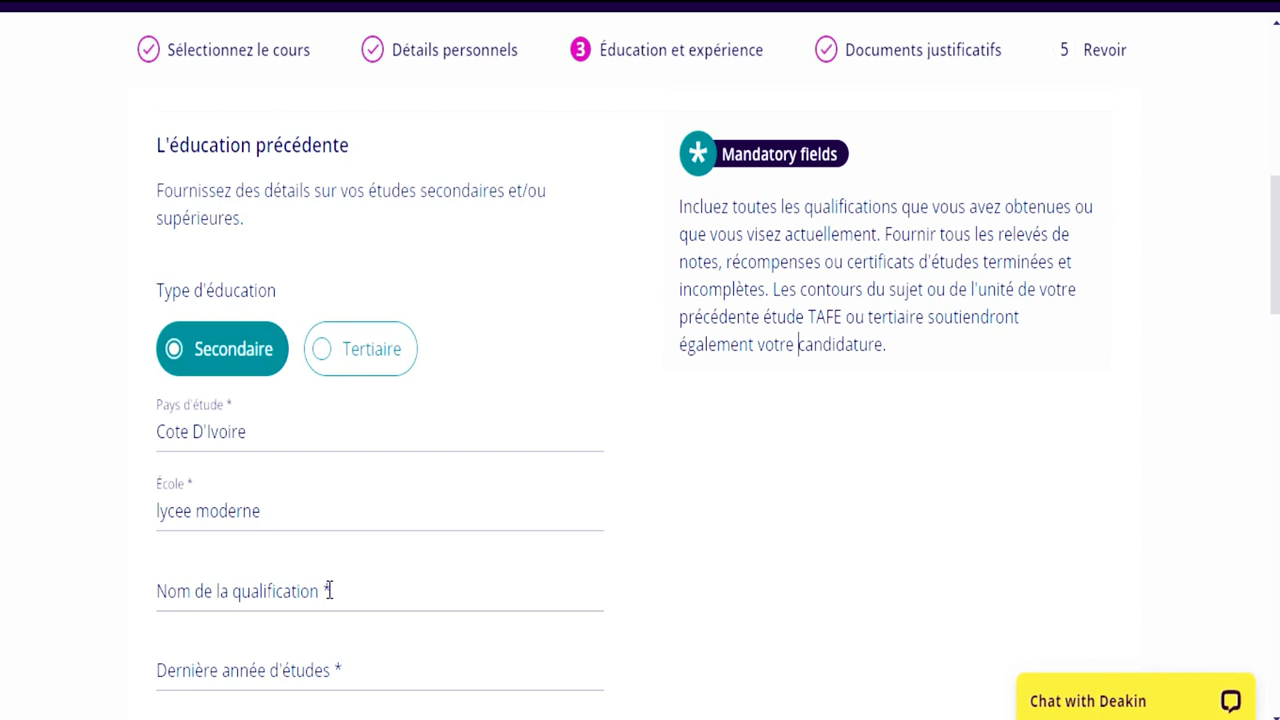 Sélectionnez le cours
Détails personnels
3 Éducation et expérience
Documents justificatifs
5 Revoir
L'éducation précédente
Fournissez des détails sur vos études secondaires et/ou
supérieures.
Type d'éducation
Secondaire
Tertiaire
Pays d'étude *
Cote D'Ivoire
École *
lycee moderne
Nom de la qualification *
Dernière année d'études *
* Mandatory fields
Incluez toutes les qualifications que vous avez obtenues ou
que vous visez actuellement. Fournir tous les relevés de
notes, récompenses ou certificats d'études terminées et
incomplètes. Les contours du sujet ou de l'unité de votre
précédente étude TAFE ou tertiaire soutiendront
également votre candidature.
Chat with Deakin